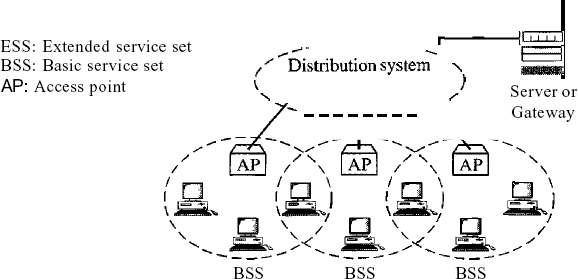 ESS: Extended service set
BSS: Basic service set
AP: Access point
Distribution system
Server or
Gateway
AP
AP
AP
BSS
BSS
BSS